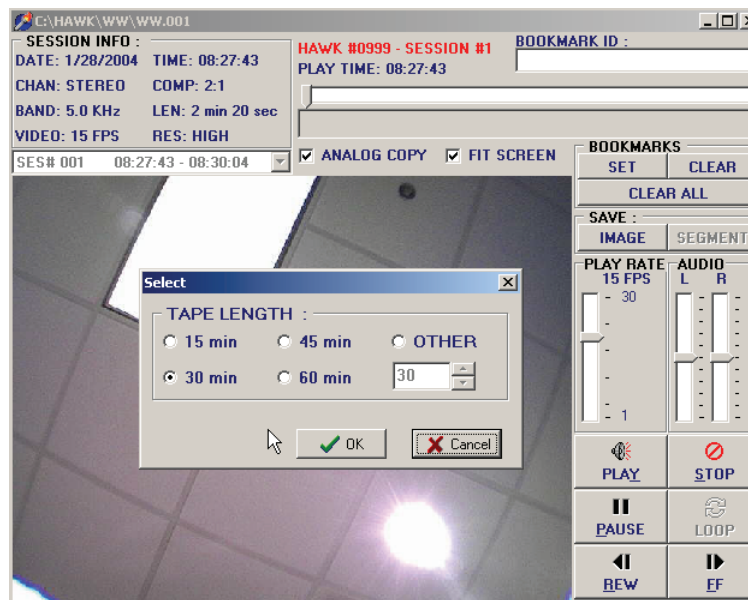 C:\HAWK\WW\WW.001
SESSION INFO :
DATE: 1/28/2004 TIME: 08:27:43
CHAN: STEREO COMP: 2:1
BAND: 5.0 KHz LEN: 2 min 20 sec
VIDEO: 15 FPS RES: HIGH
SES# 001 08:27:43 - 08:30:04
HAWK #0999 - SESSION #1
PLAY TIME: 08:27:43
BOOKMARK ID :
ANALOG COPY FIT SCREEN
BOOKMARKS
SET CLEAR
CLEAR ALL
SAVE :
IMAGE SEGMENT
PLAY RATE AUDIO
15 FPS L R
30
1
PLAY STOP
PAUSE LOOP
REW FF
Select
TAPE LENGTH :
15 min 45 min OTHER
30 min 60 min 30
OK Cancel